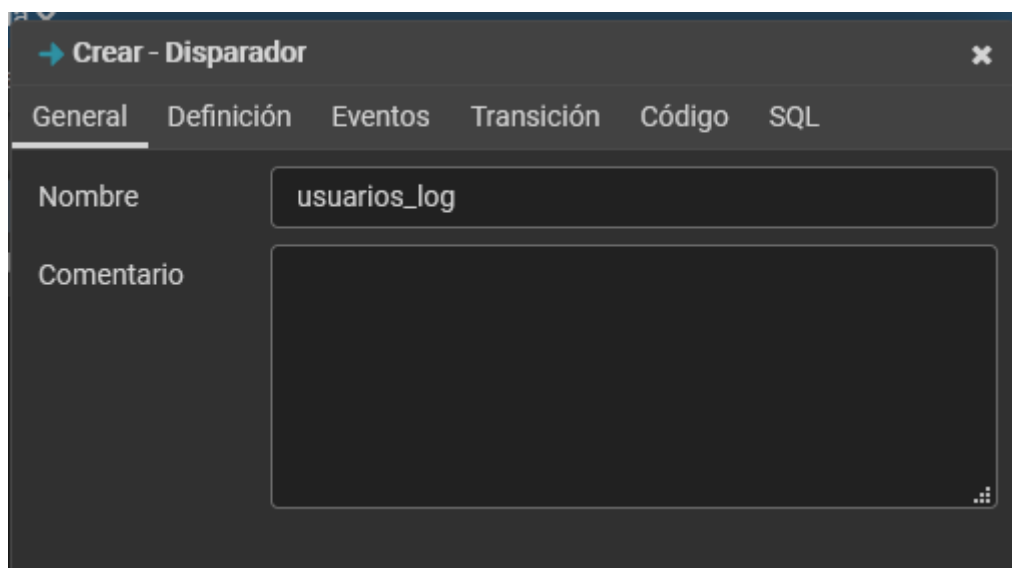 Crear - Disparador
General Definición Eventos Transición Código SQL
Nombre usuarios_log
Comentario